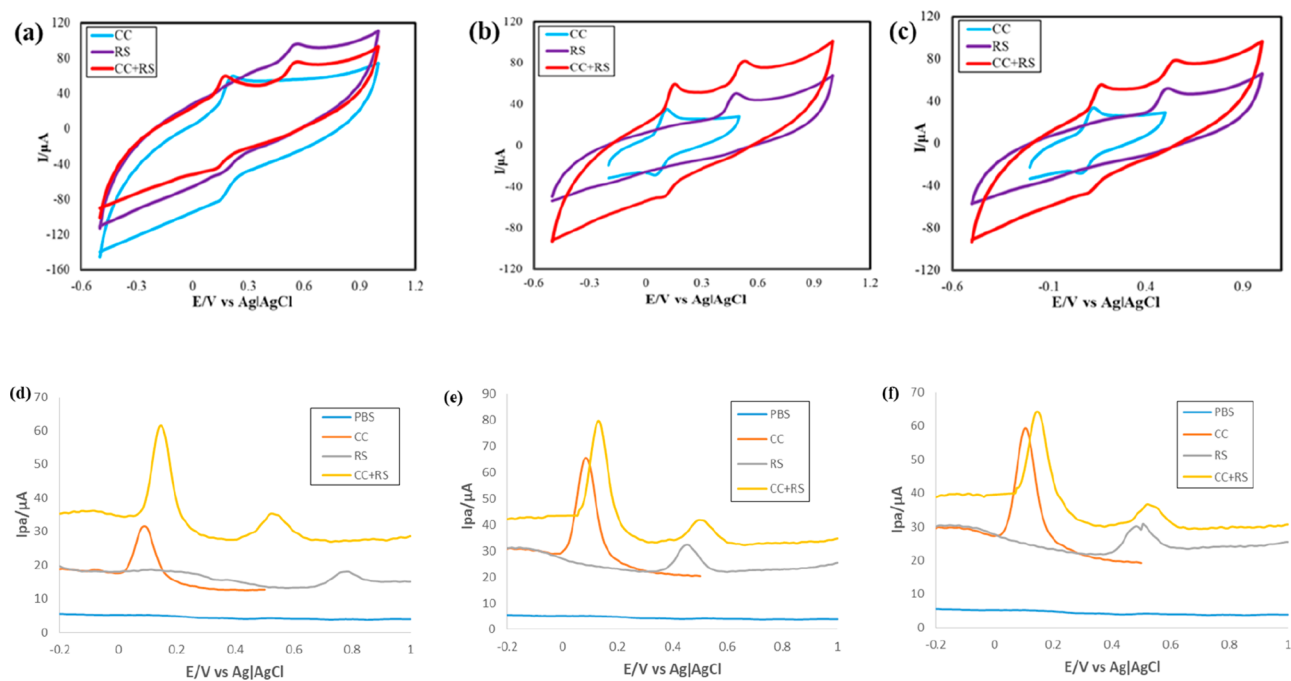 (a)
CC
RS
CC+RS
I/µA
120
80
40
0
-40
-80
-120
-160
-0.6
-0.3
0
0.3
0.6
0.9
1.2
E/V vs Ag|AgCl
(b)
CC
RS
CC+RS
I/µA
120
80
40
0
-40
-80
-120
-0.6
-0.3
0
0.3
0.6
0.9
1.2
E/V vs Ag|AgCl
(c)
CC
RS
CC+RS
I/µA
120
80
40
0
-40
-80
-120
-0.6
-0.1
0.4
0.9
E/V vs Ag|AgCl
(d)
PBS
CC
RS
CC+RS
Ipa/µA
70
60
50
40
30
20
10
0
-0.2
0
0.2
0.4
0.6
0.8
1
E/V vs Ag|AgCl
(e)
PBS
CC
RS
CC+RS
Ipa/µA
90
80
70
60
50
40
30
20
10
0
-0.2
0
0.2
0.4
0.6
0.8
1
E/V vs Ag|AgCl
(f)
PBS
CC
RS
CC+RS
Ipa/µA
70
60
50
40
30
20
10
0
-0.2
0
0.2
0.4
0.6
0.8
1
E/V vs Ag|AgCl